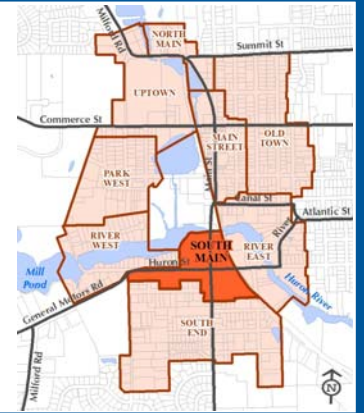 Milford Rd
NORTH
MAIN
Summit St
UPTOWN
Commerce St
MAIN
STREET
OLD
TOWN
Main St
PARK
WEST
Canal St
Atlantic St
RIVER
WEST
SOUTH
MAIN
RIVER
EAST
River
Huron St
Mill
Pond
Huron River
General Motors Rd
SOUTH
END
Milford Rd
N